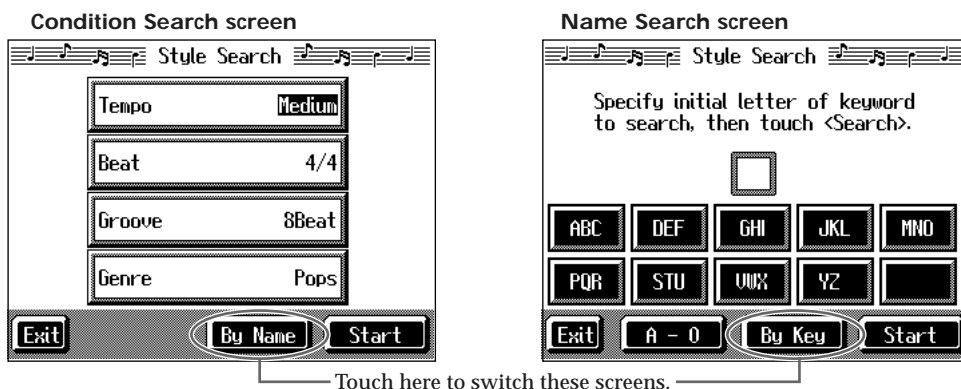 Condition Search screen
Style Search
Tempo Medium
Beat 4/4
Groove 8Beat
Genre Pops
Exit By Name Start
Name Search screen
Style Search
Specify initial letter of keyword
to search, then touch <Search>.
ABC DEF GHI JKL MNO
PQR STU VWX YZ
Exit A - 0 By Key Start
Touch here to switch these screens.